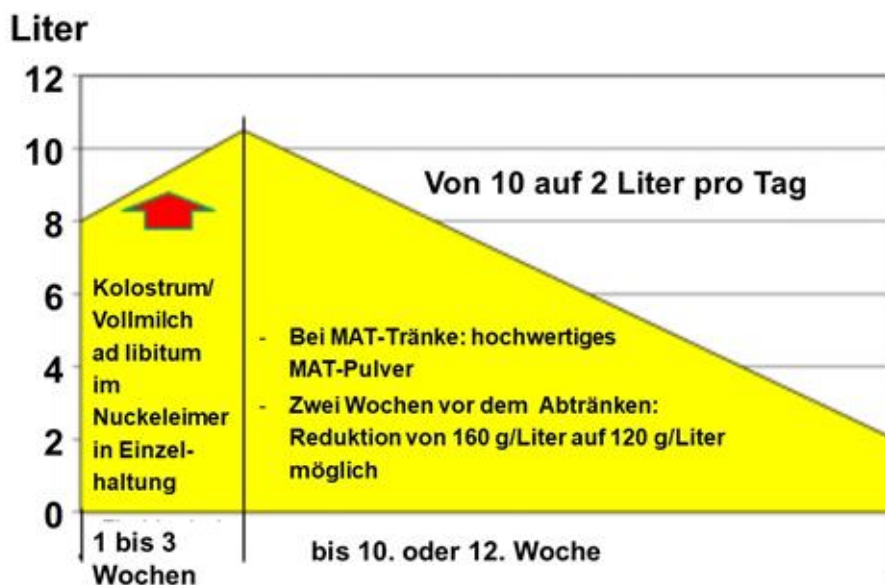 Liter
12
10
8
6
4
2
0
Von 10 auf 2 Liter pro Tag
Kolostrum/
Vollmilch
ad libitum
im
Nuckeleimer
in Einzel-
haltung
- Bei MAT-Tränke: hochwertiges
MAT-Pulver
- Zwei Wochen vor dem Abtränken:
Reduktion von 160 g/Liter auf 120 g/Liter
möglich
1 bis 3
Wochen
bis 10. oder 12. Woche